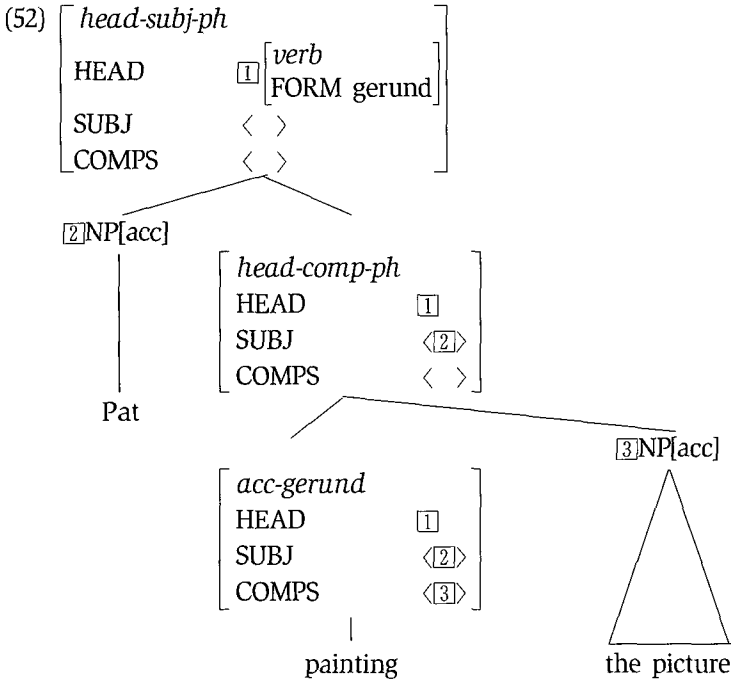 (52) head-subj-ph
HEAD 1 verb
FORM gerund
SUBJ ⟨ ⟩
COMPS ⟨ ⟩
2NP[acc]
head-comp-ph
HEAD 1
SUBJ ⟨2⟩
COMPS ⟨ ⟩
Pat
3NP[acc]
acc-gerund
HEAD 1
SUBJ ⟨2⟩
COMPS ⟨3⟩
painting the picture